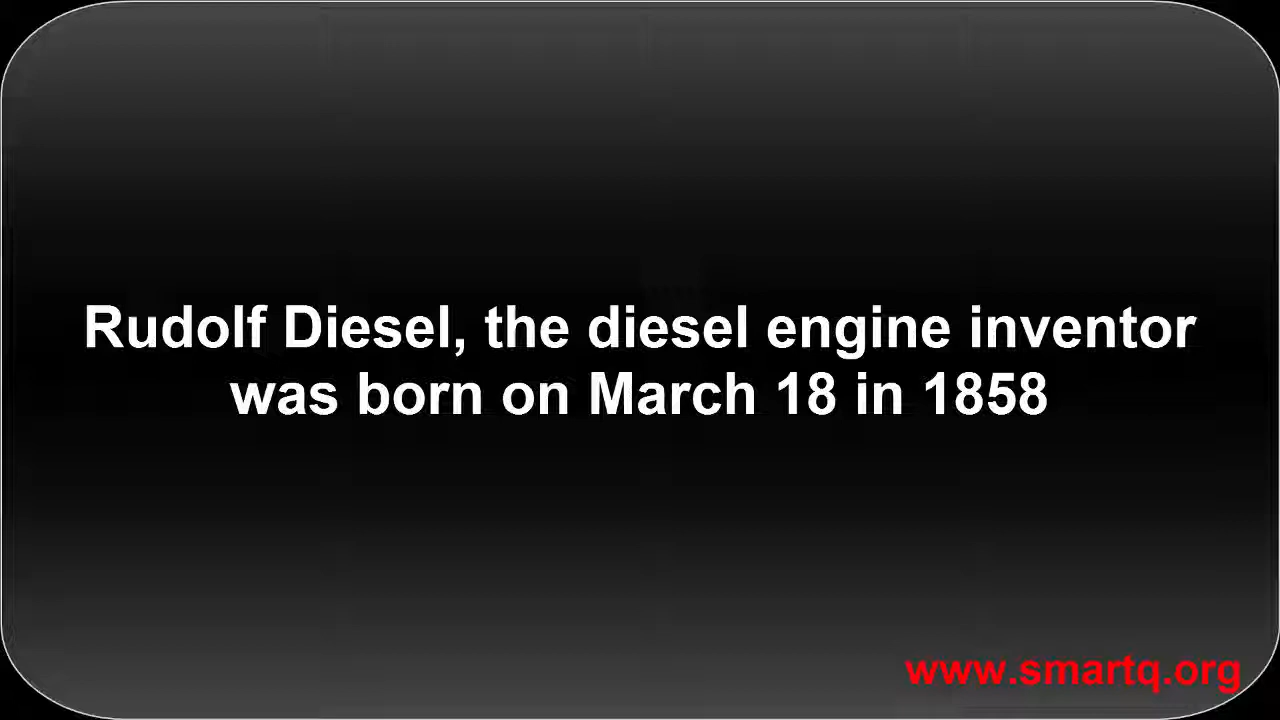 Rudolf Diesel, the diesel engine inventor
was born on March 18 in 1858
www.smartq.org